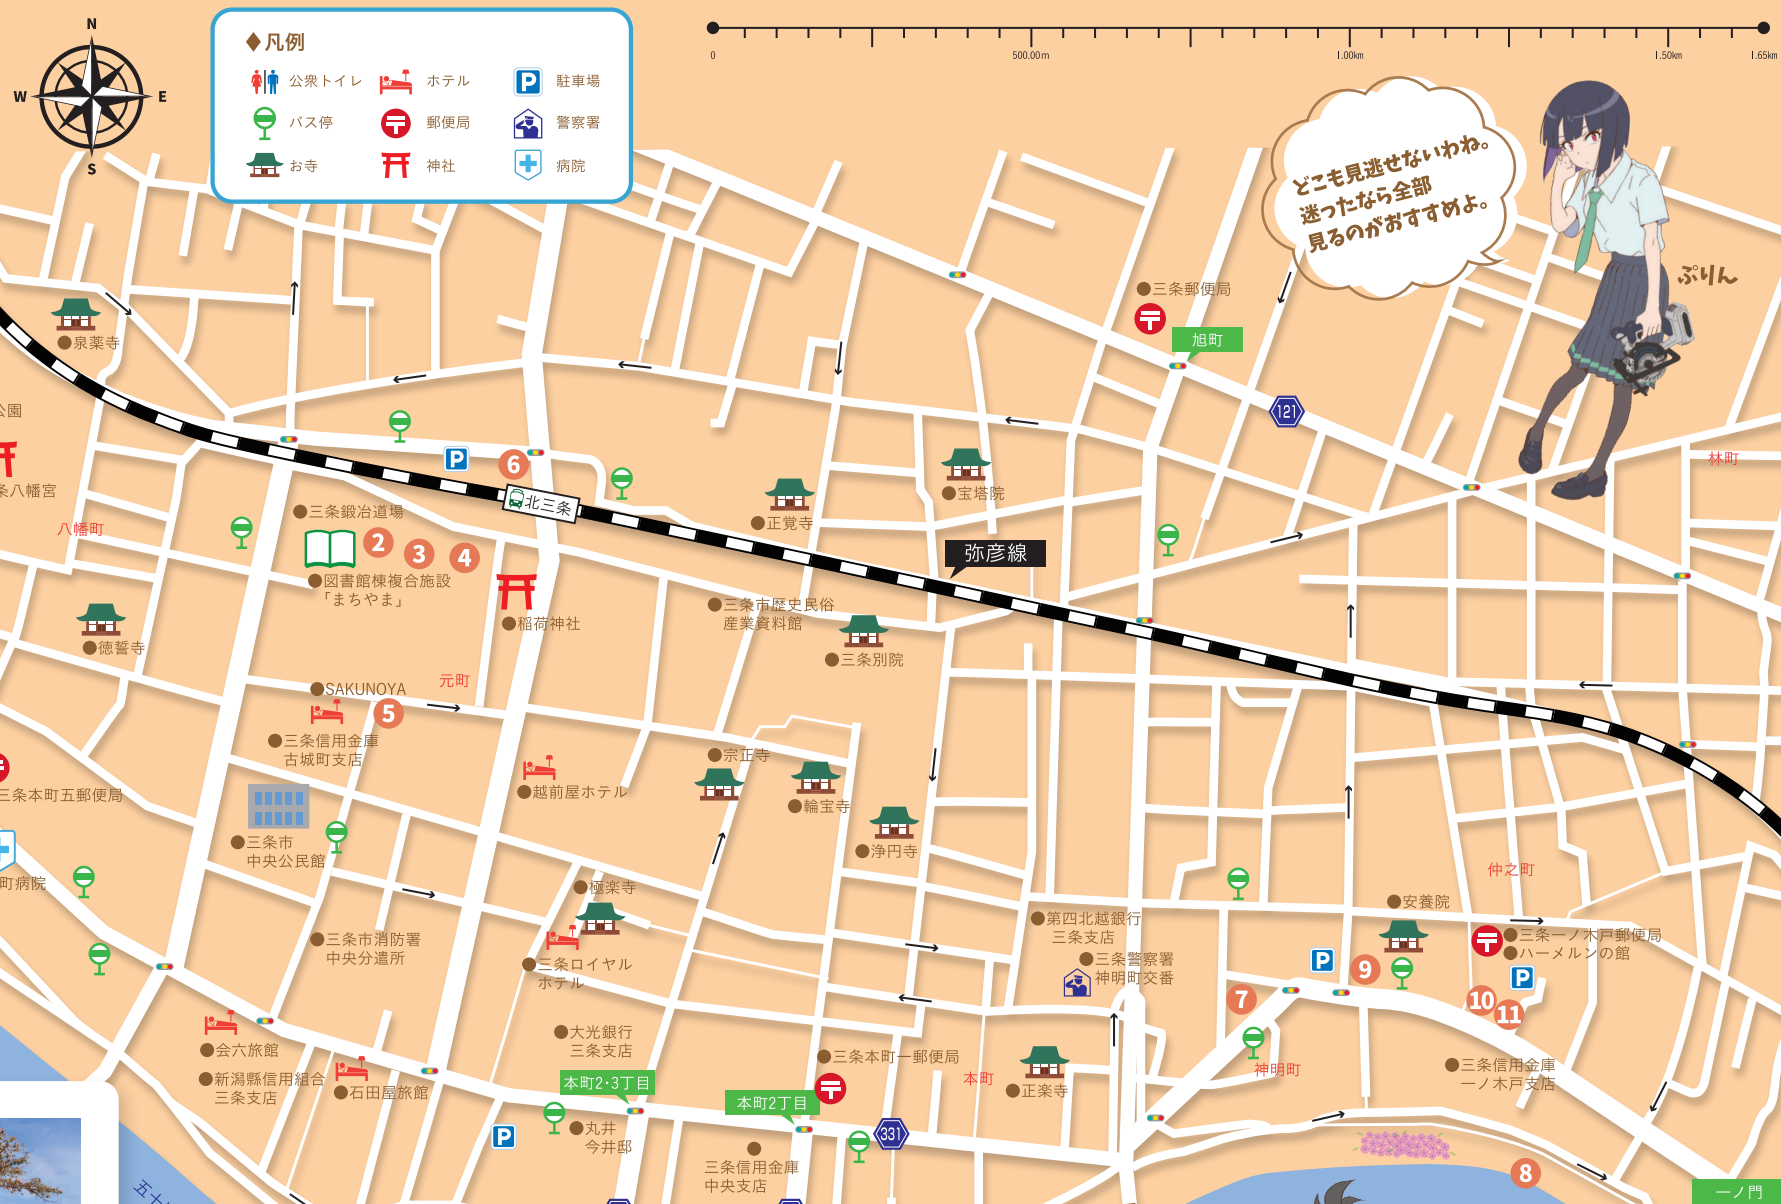 N
W
E
S
◆凡例
公衆トイレ
ホテル
駐車場
バス停
郵便局
警察署
お寺
神社
病院
0
500.00m
1.00km
1.50km
1.65km
どこも見逃せないわね。
迷ったなら全部
見るのがおすすめよ。
ぷりん
●三条郵便局
旭町
●泉薬寺
121
公園
林町
6
北三条
●宝塔院
条八幡宮
●三条鍛冶道場
●正覚寺
八幡町
2
3
4
弥彦線
●図書館棟複合施設
「まちやま」
●三条市歴史民俗
産業資料館
●稲荷神社
●徳誓寺
●三条別院
元町
●SAKUNOYA
5
●三条信用金庫
古城町支店
●宗正寺
●越前屋ホテル
三条本町五郵便局
●輪宝寺
●三条市
中央公民館
●浄円寺
町病院
仲之町
●極楽寺
●安養院
●第四北越銀行
三条支店
●三条市消防署
中央分遣所
●三条一ノ木戸郵便局
●ハーメルンの館
●三条ロイヤル
ホテル
●三条警察署
神明町交番
9
7
10
11
●会六旅館
●大光銀行
三条支店
●三条本町一郵便局
●新潟縣信用組合
三条支店
●石田屋旅館
本町2・3丁目
本町
●正楽寺
神明町
●三条信用金庫
一ノ木戸支店
本町2丁目
●丸井
今井邸
331
●三条信用金庫
中央支店
8
五十
一ノ門